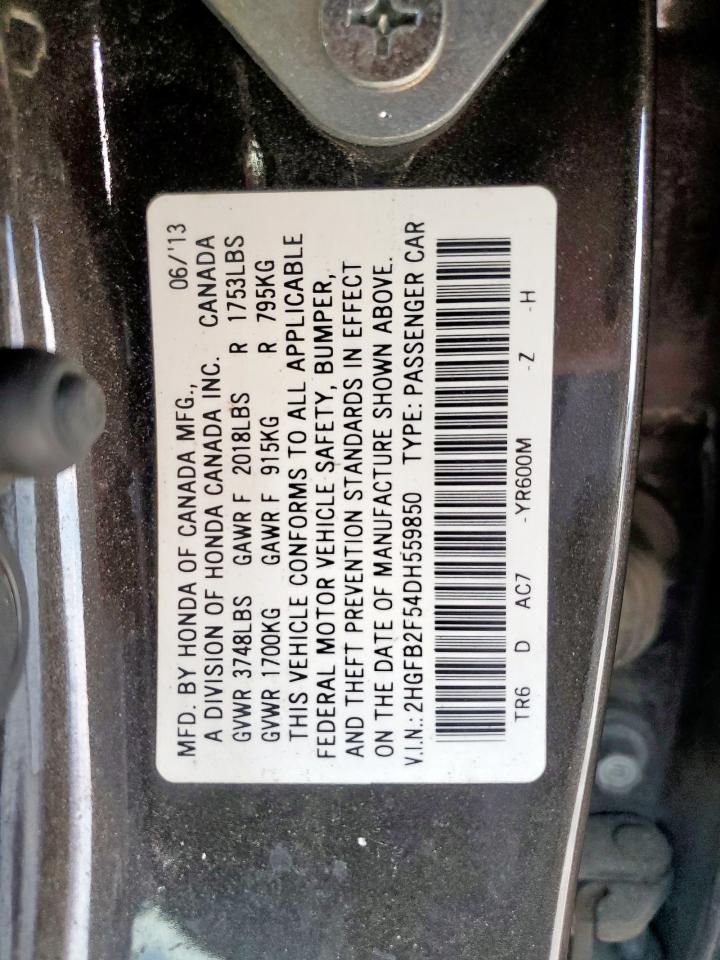 MFD. BY HONDA OF CANADA MFG., 06/'13
A DIVISION OF HONDA CANADA INC. CANADA
GVWR 3748LBS GAWR F 2018LBS R 1753LBS
GVWR 1700KG GAWR F 915KG R 795KG
THIS VEHICLE CONFORMS TO ALL APPLICABLE
FEDERAL MOTOR VEHICLE SAFETY, BUMPER,
AND THEFT PREVENTION STANDARDS IN EFFECT
ON THE DATE OF MANUFACTURE SHOWN ABOVE.
V.I.N.: 2HGFB2F54DH559850 TYPE: PASSENGER CAR
TR6 D AC7 -YR600M -Z -H